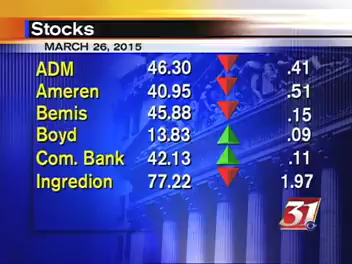 Stocks
MARCH 26, 2015
ADM 46.30 .41
Ameren 40.95 .51
Bemis 45.88 .15
Boyd 13.83 .09
Com. Bank 42.13 .11
Ingredion 77.22 1.97
31